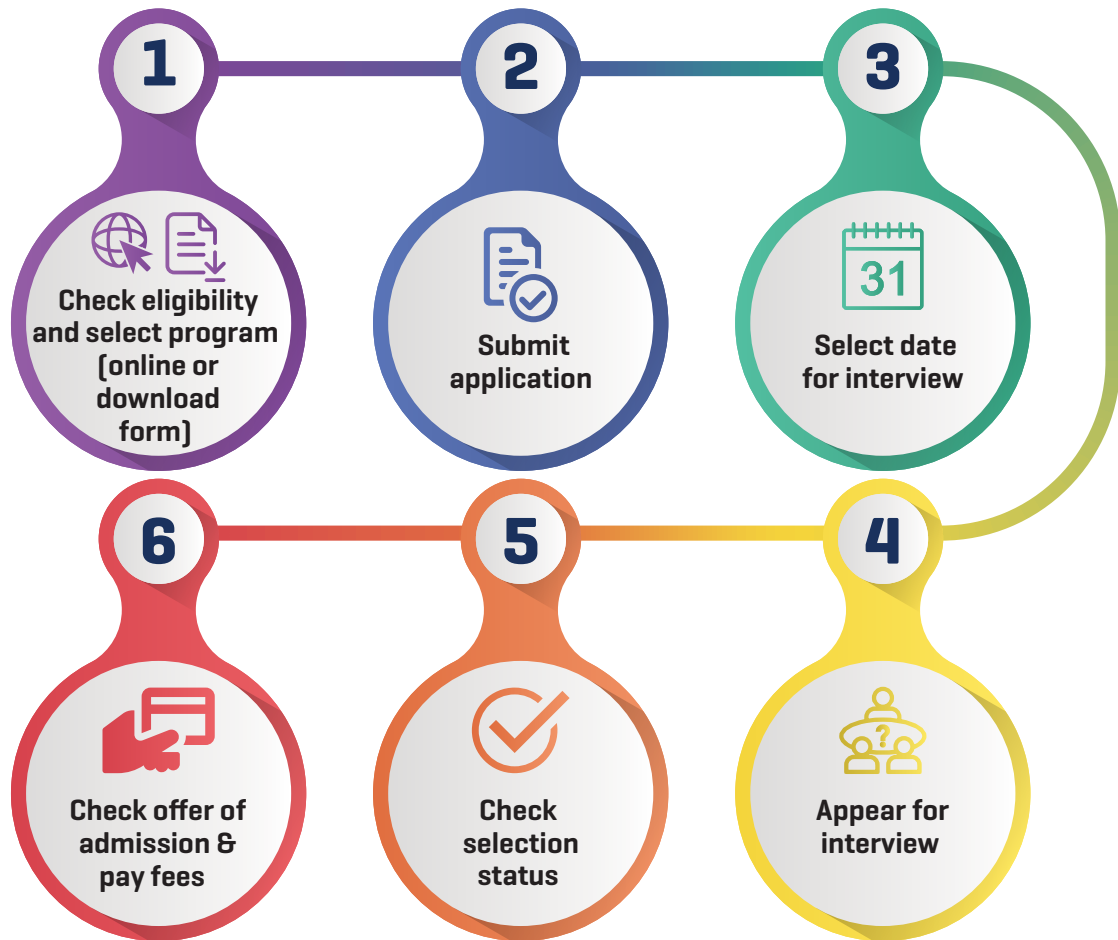 1
Check eligibility
and select program
(online or
download
form)
2
Submit
application
3
31
Select date
for interview
4
?
Appear for
interview
5
Check
selection
status
6
Check offer of
admission &
pay fees